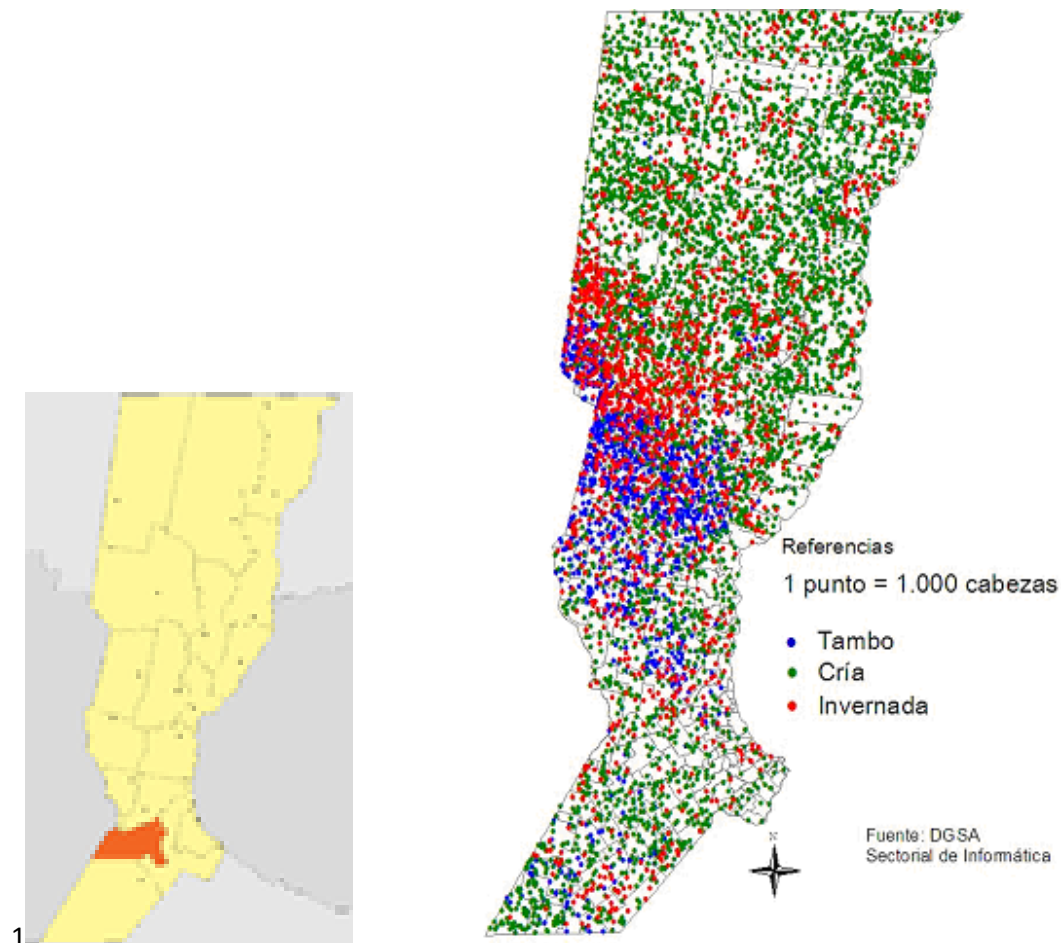 Referencias
1 punto = 1.000 cabezas
Tambo
Cría
Invernada
Fuente: DGSA
Sectorial de Informática
1